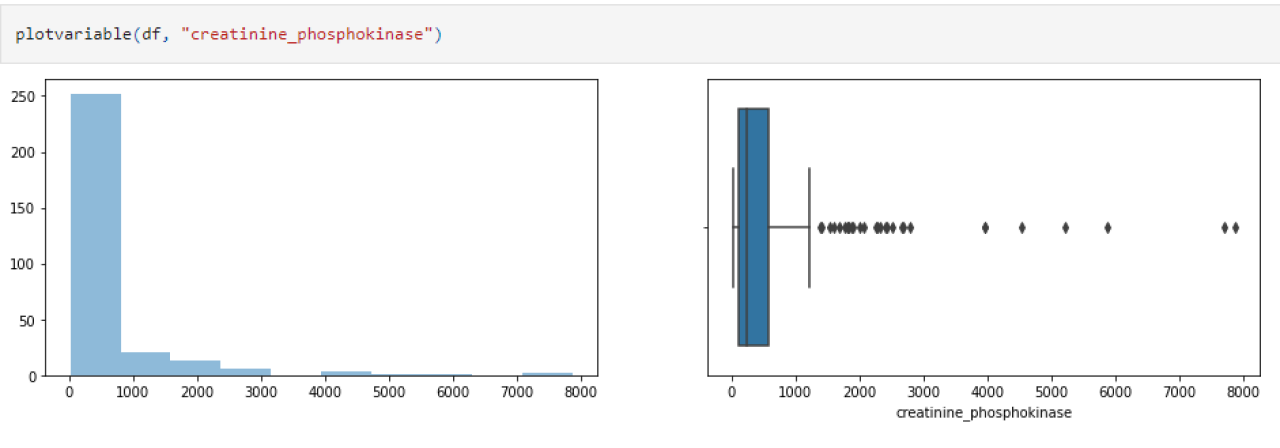 plotvariable(df, "creatinine_phosphokinase")
250
200
150
100
50
0
0 1000 2000 3000 4000 5000 6000 7000 8000
0 1000 2000 3000 4000 5000 6000 7000 8000
creatinine_phosphokinase